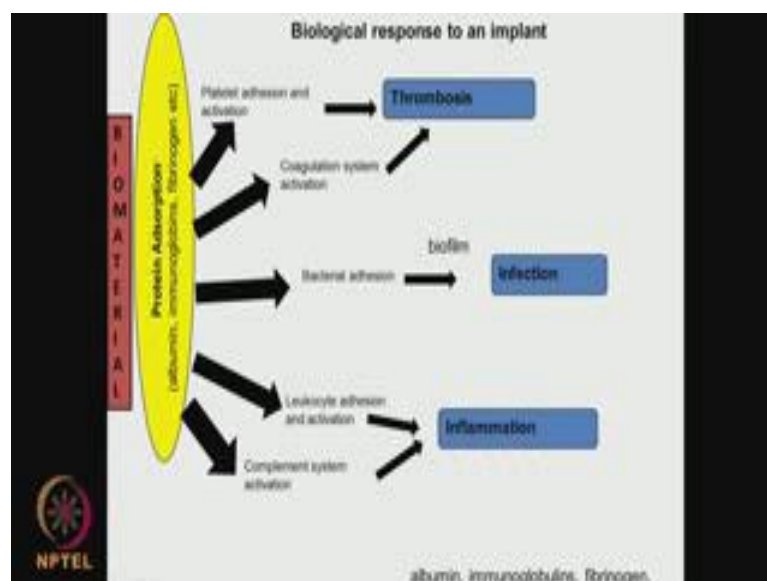 Biological response to an implant
BIOMATERIAL
Protein Adsorption
(albumin, immunoglobins, fibrinogen etc)
Platelet adhesion and
activation
Thrombosis
Coagulation system
activation
biofilm
Bacterial adhesion
Infection
Leukocyte adhesion
and activation
Inflammation
Complement system
activation
NPTEL
albumin, immunoglobulins, fibrinogen,